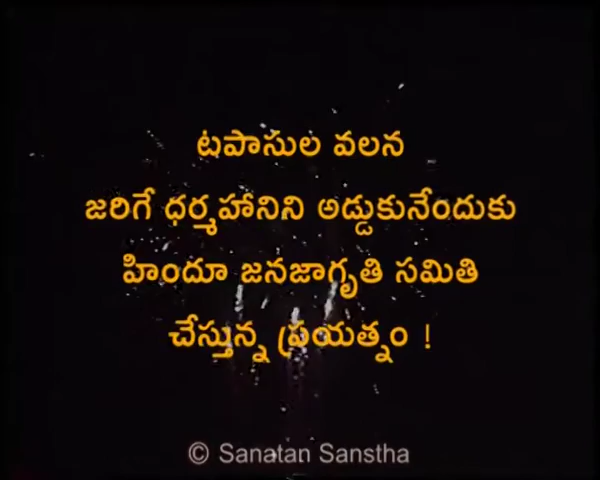 టపాసుల వలన
జరిగే ధర్మహానిని అడ్డుకునేందుకు
హిందూ జనజాగృతి సమితి
చేస్తున్న ప్రయత్నం !
© Sanatan Sanstha